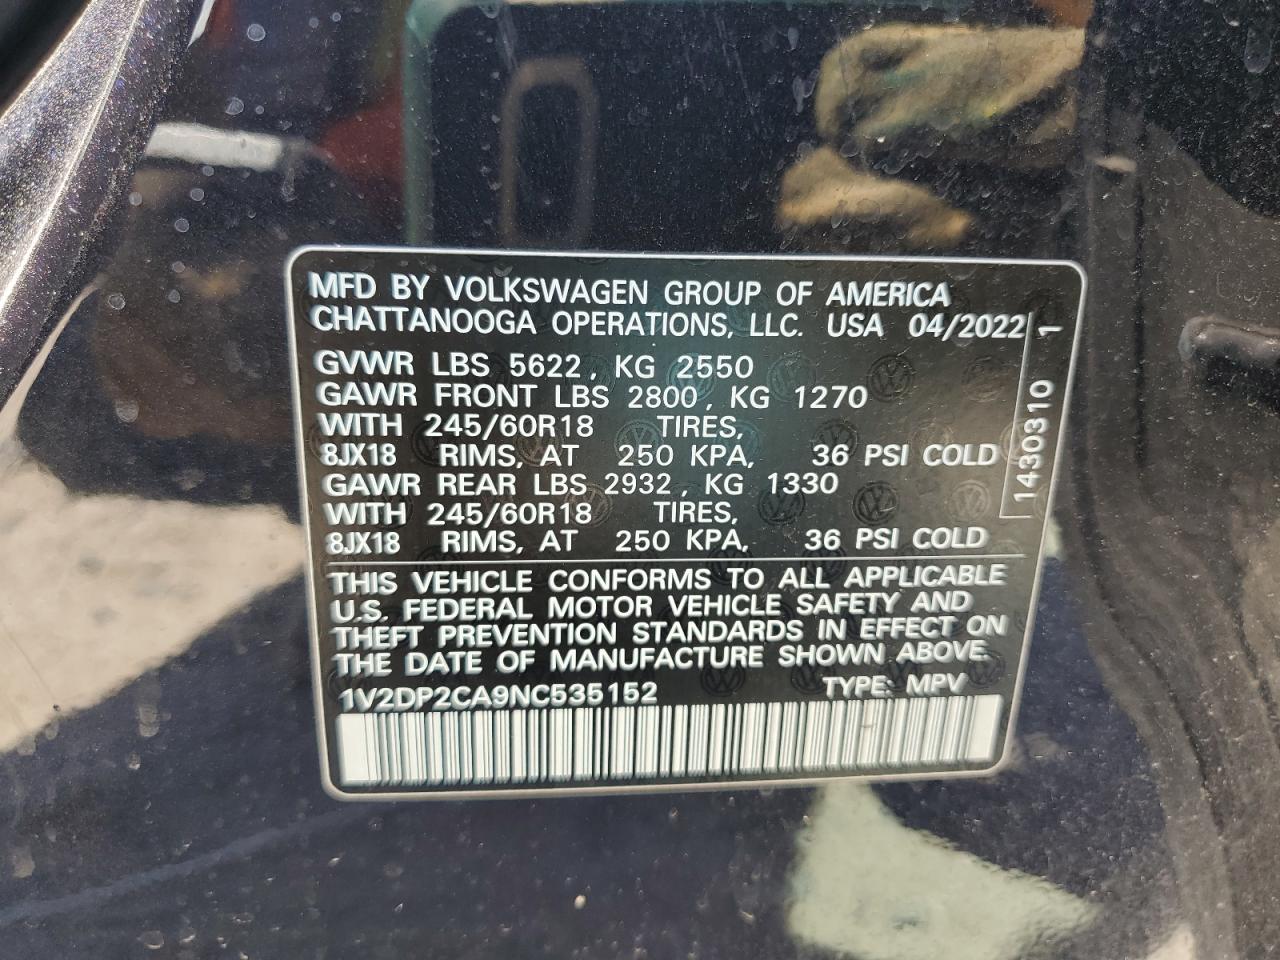 MFD BY VOLKSWAGEN GROUP OF AMERICA
CHATTANOOGA OPERATIONS, LLC. USA 04/2022
GVWR LBS 5622, KG 2550
GAWR FRONT LBS 2800, KG 1270
WITH 245/60R18 TIRES,
8JX18 RIMS, AT 250 KPA, 36 PSI COLD
GAWR REAR LBS 2932, KG 1330
WITH 245/60R18 TIRES,
8JX18 RIMS, AT 250 KPA, 36 PSI COLD
1430310 1
THIS VEHICLE CONFORMS TO ALL APPLICABLE
U.S. FEDERAL MOTOR VEHICLE SAFETY AND
THEFT PREVENTION STANDARDS IN EFFECT ON
THE DATE OF MANUFACTURE SHOWN ABOVE
1V2DP2CA9NC535152 TYPE: MPV